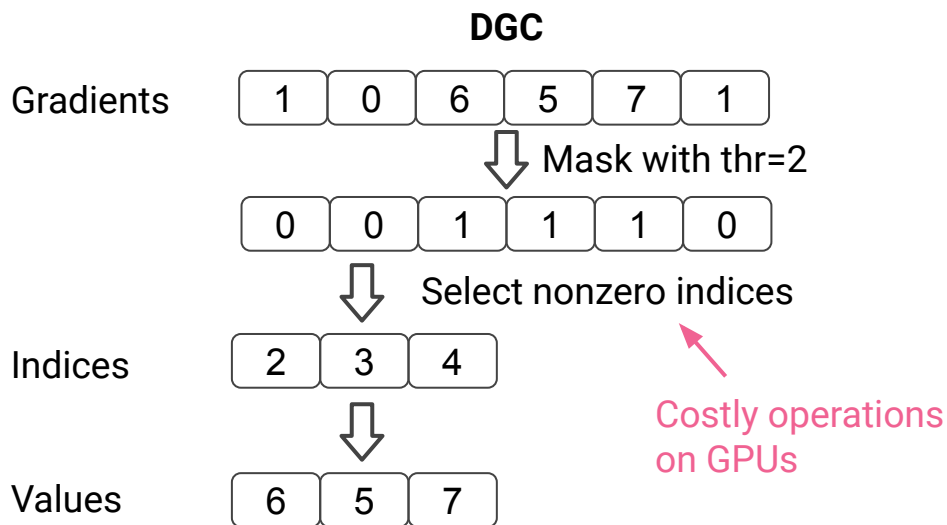 DGC
Gradients 1 0 6 5 7 1
Mask with thr=2
0 0 1 1 1 0
Select nonzero indices
Indices 2 3 4
Costly operations
on GPUs
Values 6 5 7